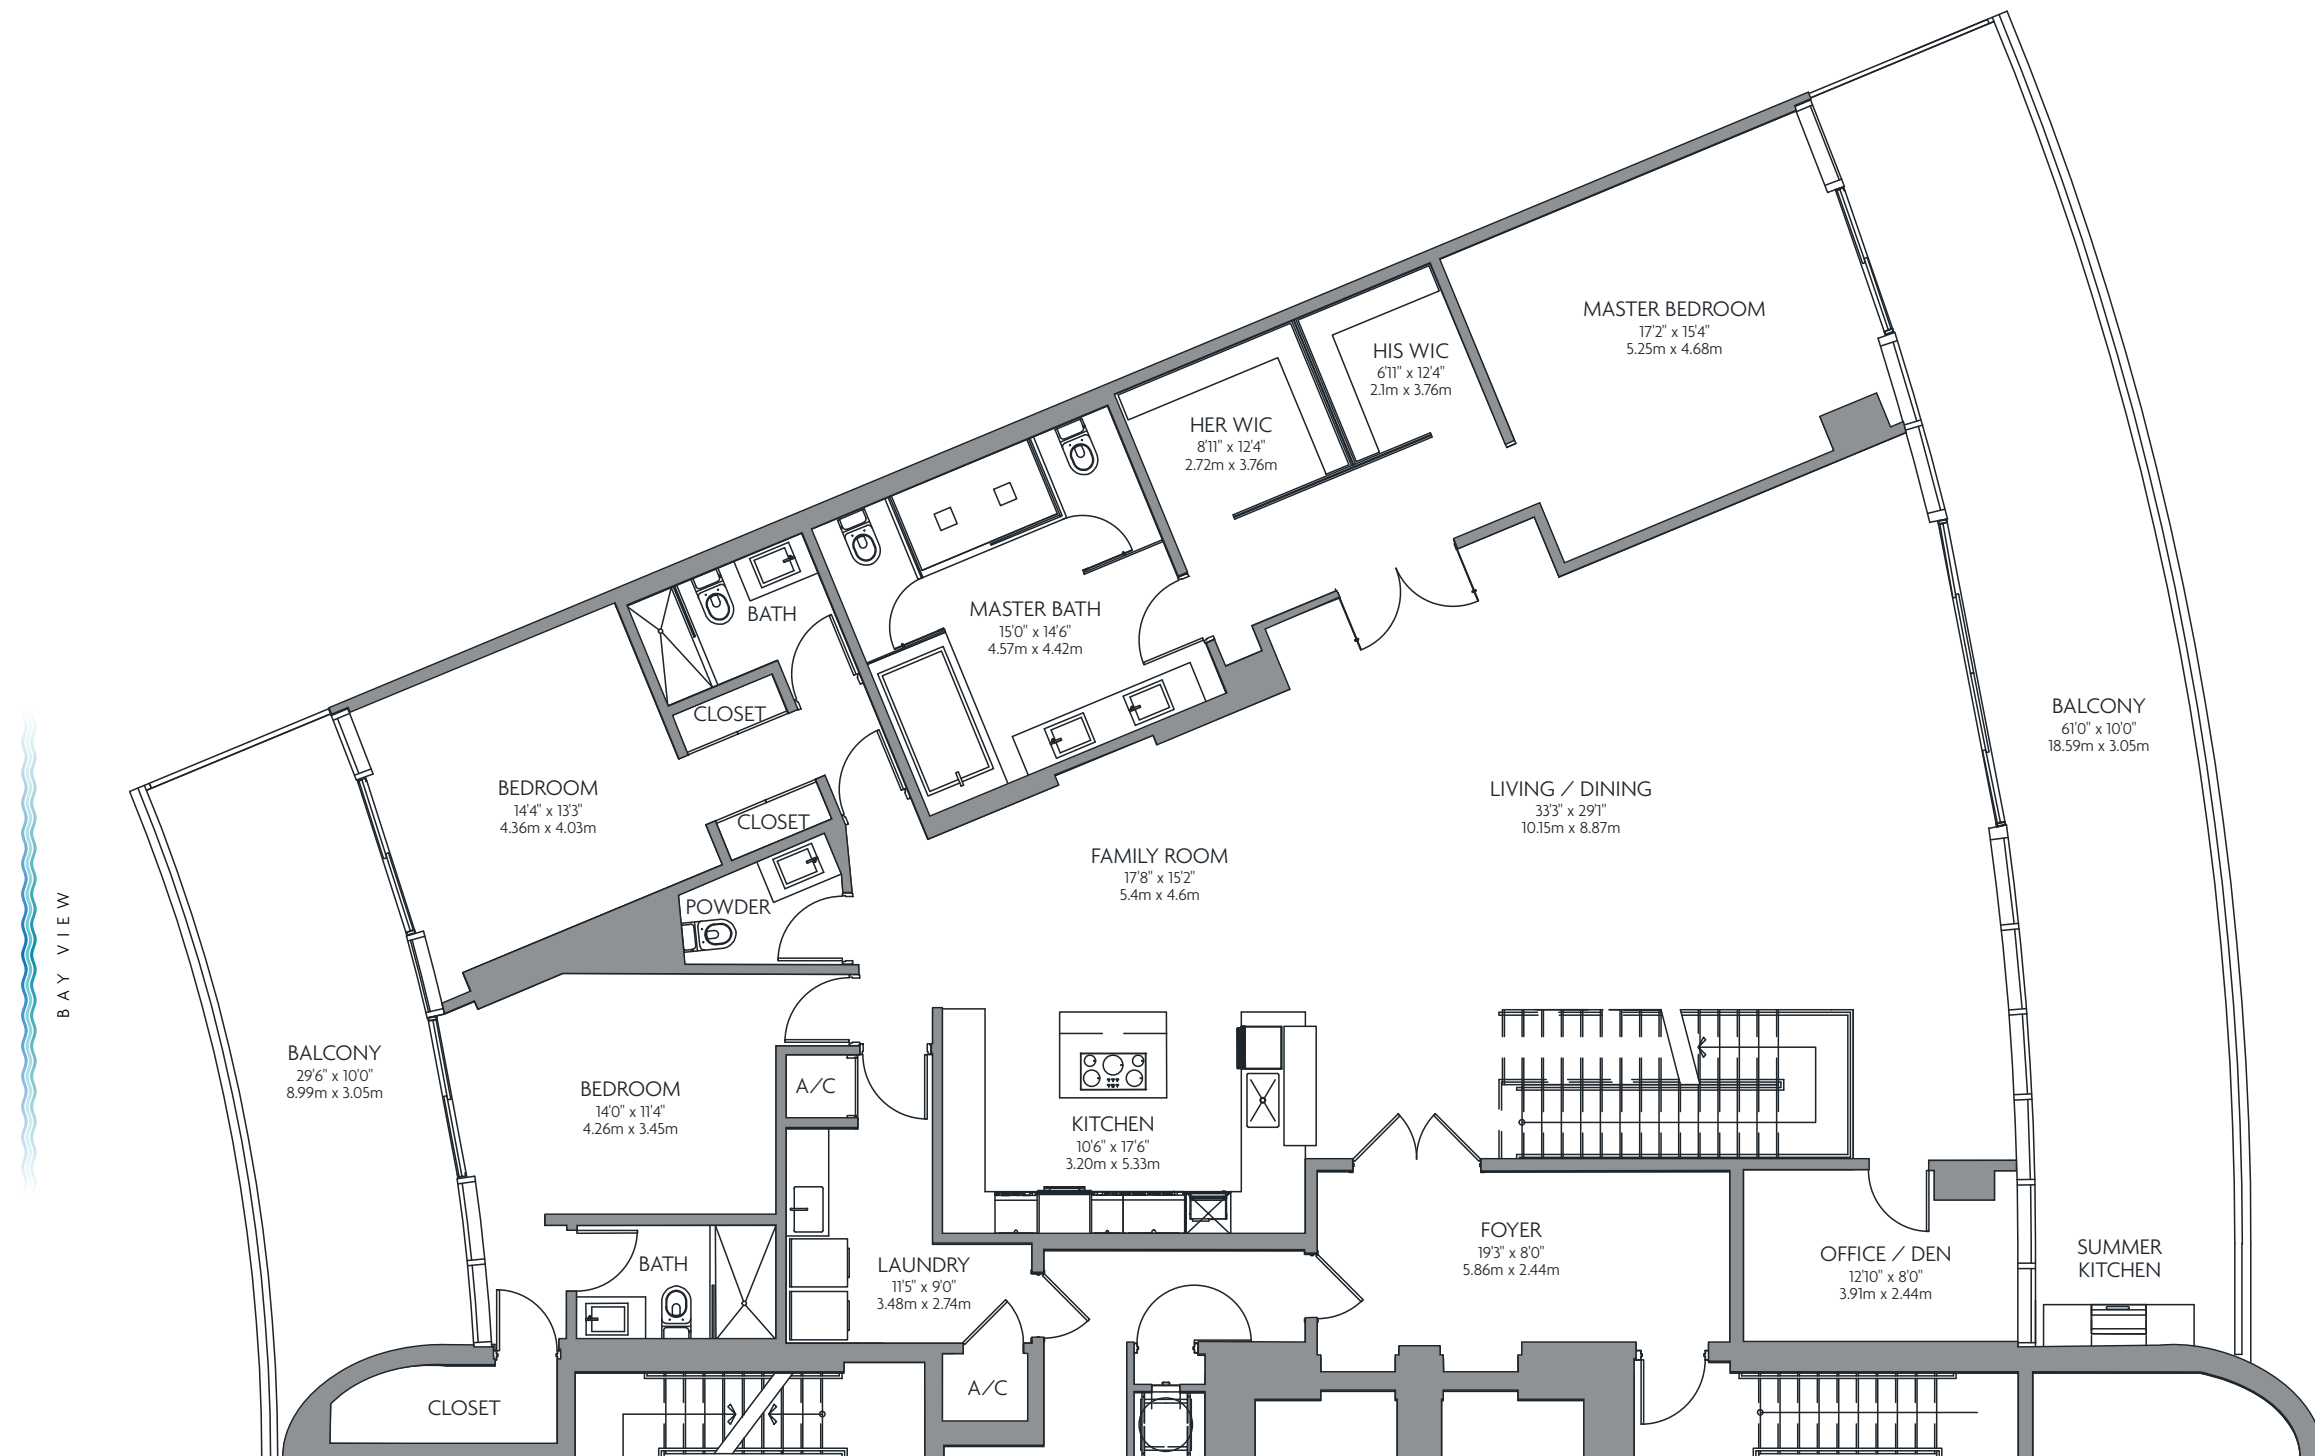 MASTER BEDROOM
17'2" x 15'4"
5.25m x 4.68m
HIS WIC
6'11" x 12'4"
2.1m x 3.76m
HER WIC
8'11" x 12'4"
2.72m x 3.76m
MASTER BATH
15'0" x 14'6"
4.57m x 4.42m
BATH
CLOSET
BEDROOM
14'4" x 13'3"
4.36m x 4.03m
CLOSET
POWDER
FAMILY ROOM
17'8" x 15'2"
5.4m x 4.6m
LIVING / DINING
33'3" x 29'1"
10.15m x 8.87m
BALCONY
61'0" x 10'0"
18.59m x 3.05m
BAY VIEW
BALCONY
29'6" x 10'0"
8.99m x 3.05m
BEDROOM
14'0" x 11'4"
4.26m x 3.45m
A/C
KITCHEN
10'6" x 17'6"
3.20m x 5.33m
BATH
LAUNDRY
11'5" x 9'0"
3.48m x 2.74m
FOYER
19'3" x 8'0"
5.86m x 2.44m
OFFICE / DEN
12'10" x 8'0"
3.91m x 2.44m
SUMMER
KITCHEN
CLOSET
A/C